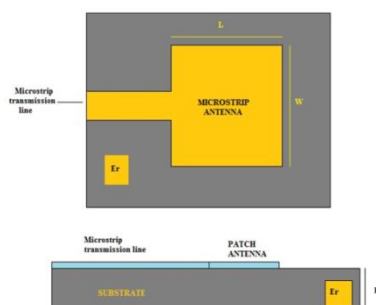 L
Microstrip
transmission
line
MICROSTRIP
ANTENNA
W
Er
Microstrip transmission line
PATCH
ANTENNA
SUBSTRATE
Er